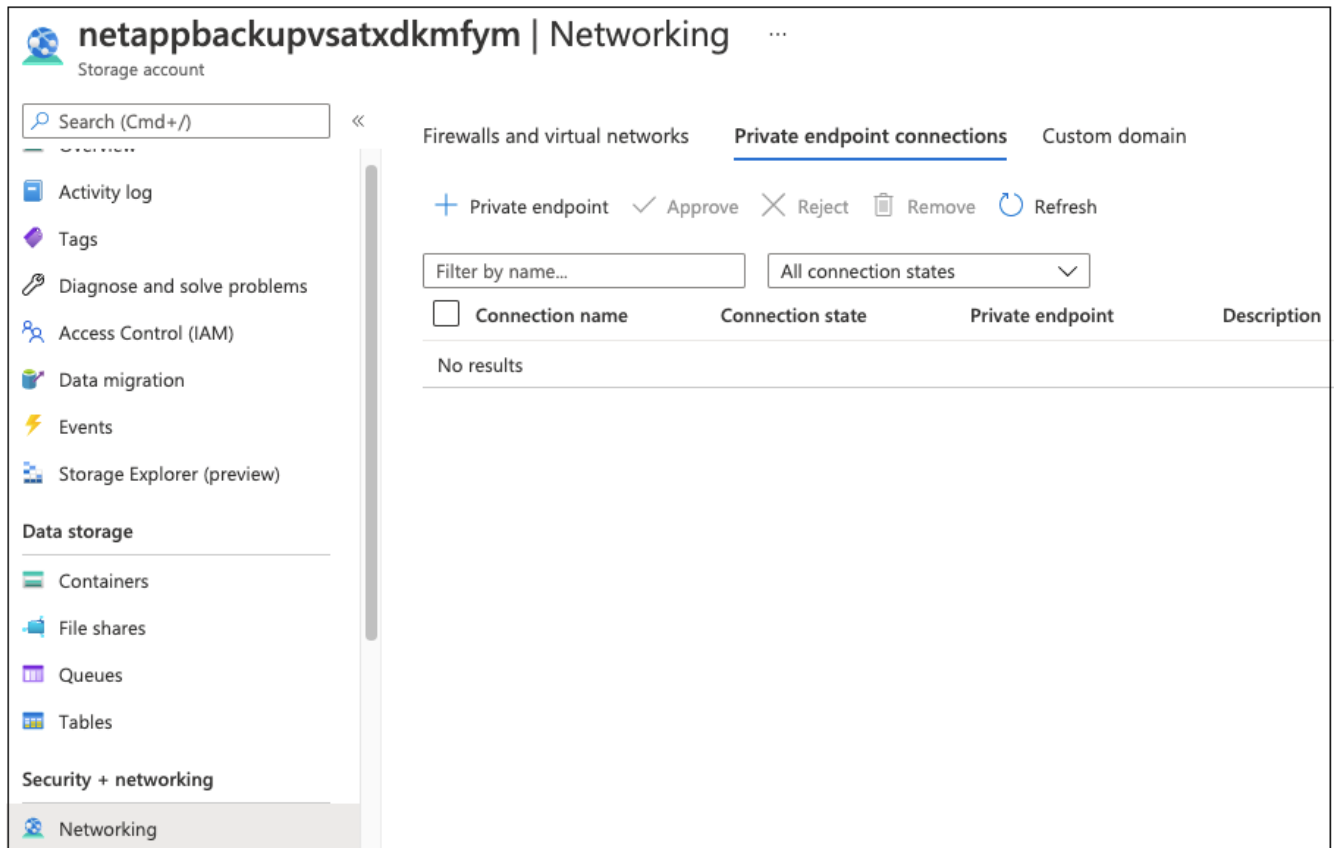 netappbackupvsatxdkmfym | Networking ...
Storage account
Search (Cmd+/)
«
Firewalls and virtual networks
Private endpoint connections
Custom domain
Overview
Activity log
Tags
Diagnose and solve problems
Access Control (IAM)
Data migration
Events
Storage Explorer (preview)
Data storage
Containers
File shares
Queues
Tables
Security + networking
Networking
Private endpoint
Approve
Reject
Remove
Refresh
Filter by name...
All connection states
Connection name
Connection state
Private endpoint
Description
No results